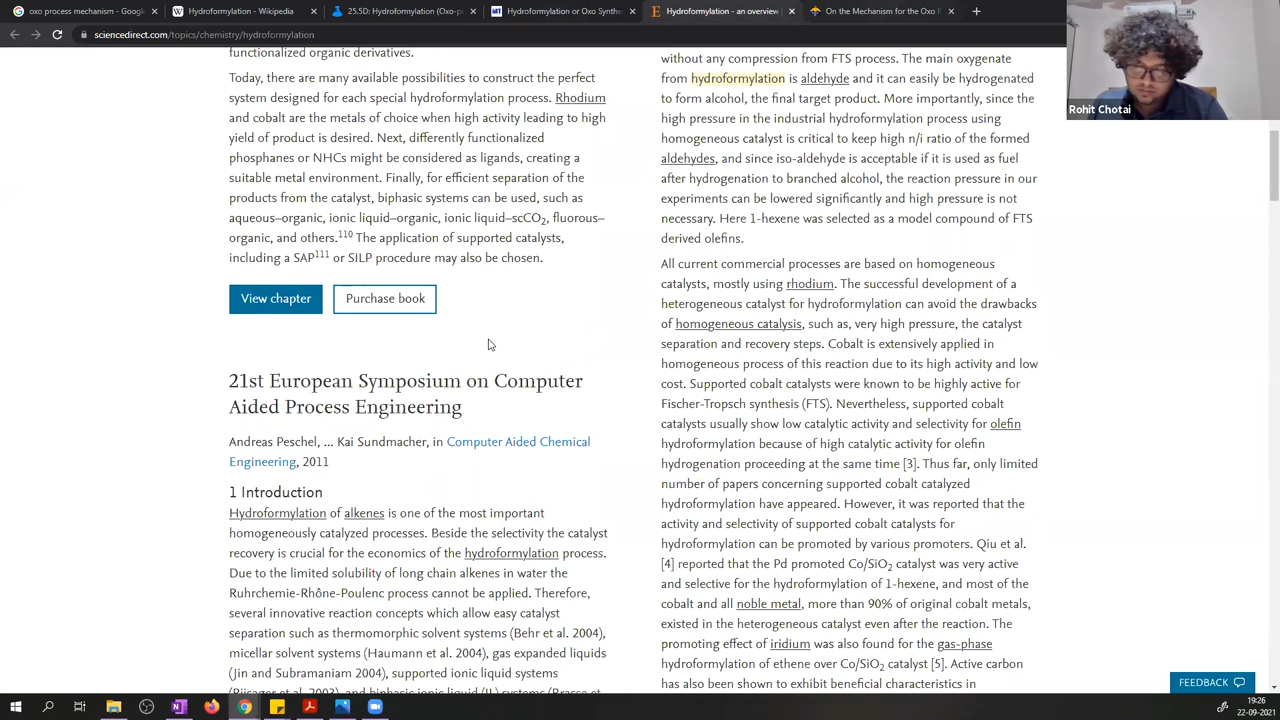 oxo process mechanism - Google
Hydroformylation - Wikipedia
25.5D: Hydroformylation (Oxo-p
Hydroformylation or Oxo Synthe
Hydroformylation - an overview
On the Mechanism for the Oxo P
sciencedirect.com/topics/chemistry/hydroformylation
Rohit Chotai
functionalized organic derivatives.
Today, there are many available possibilities to construct the perfect
system designed for each special hydroformylation process. Rhodium
and cobalt are the metals of choice when high activity leading to high
yield of product is desired. Next, differently functionalized
phosphanes or NHCs might be considered as ligands, creating a
suitable metal environment. Finally, for efficient separation of the
products from the catalyst, biphasic systems can be used, such as
aqueous–organic, ionic liquid–organic, ionic liquid–scCO2, fluorous–
organic, and others.110 The application of supported catalysts,
including a SAP111 or SILP procedure may also be chosen.
View chapter
Purchase book
21st European Symposium on Computer
Aided Process Engineering
Andreas Peschel, ... Kai Sundmacher, in Computer Aided Chemical
Engineering, 2011
1 Introduction
Hydroformylation of alkenes is one of the most important
homogeneously catalyzed processes. Beside the selectivity the catalyst
recovery is crucial for the economics of the hydroformylation process.
Due to the limited solubility of long chain alkenes in water the
Ruhrchemie-Rhône-Poulenc process cannot be applied. Therefore,
several innovative reaction concepts which allow easy catalyst
separation such as thermomorphic solvent systems (Behr et al. 2004),
micellar solvent systems (Haumann et al. 2004), gas expanded liquids
(Jin and Subramaniam 2004), supported ionic liquid systems
(Riisager et al. 2003), and biphasic ionic liquid (IL) systems (Brasse et
without any compression from FTS process. The main oxygenate
from hydroformylation is aldehyde and it can easily be hydrogenated
to form alcohol, the final target product. More importantly, since the
high pressure in the industrial hydroformylation process using
homogeneous catalyst is critical to keep high n/i ratio of the formed
aldehydes, and since iso-aldehyde is acceptable if it is used as fuel
after hydrogenation to branched alcohol, the reaction pressure in our
experiments can be lowered significantly and high pressure is not
necessary. Here 1-hexene was selected as a model compound of FTS
derived olefins.
All current commercial processes are based on homogeneous
catalysts, mostly using rhodium. The successful development of a
heterogeneous catalyst for hydroformylation can avoid the drawbacks
of homogeneous catalysis, such as, very high pressure, the catalyst
separation and recovery steps. Cobalt is extensively applied in
homogeneous process of this reaction due to its high activity and low
cost. Supported cobalt catalysts were known to be highly active for
Fischer-Tropsch synthesis (FTS). Nevertheless, supported cobalt
catalysts usually show low catalytic activity and selectivity for olefin
hydroformylation because of high catalytic activity for olefin
hydrogenation proceeding at the same time [3]. Thus far, only limited
number of papers concerning supported cobalt catalyzed
hydroformylation have appeared. However, it was reported that the
activity and selectivity of supported cobalt catalysts for
hydroformylation can be promoted by various promoters. Qiu et al.
[4] reported that the Pd promoted Co/SiO2 catalyst was very active
and selective for the hydroformylation of 1-hexene, and most of the
cobalt and all noble metal, more than 90% of original cobalt metals,
existed in the heterogeneous catalyst even after the reaction. The
promoting effect of iridium was also found for the gas-phase
hydroformylation of ethene over Co/SiO2 catalyst [5]. Active carbon
has also been shown to exhibit beneficial characteristics in
FEEDBACK
19:26
22-09-2021